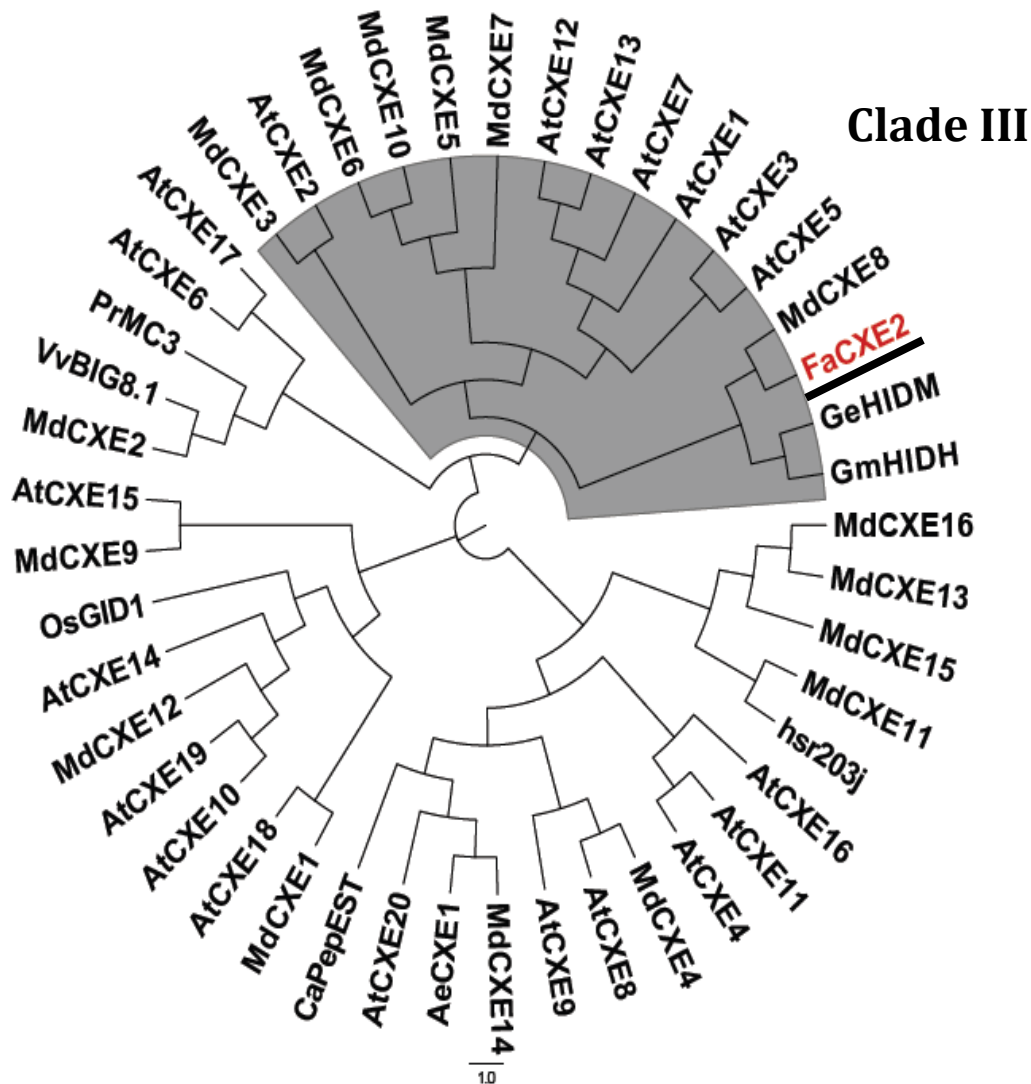 Clade III
MdCXE3
AtCXE2
MdCXE6
MdCXE10
MdCXE5
MdCXE7
AtCXE12
AtCXE13
AtCXE7
AtCXE1
AtCXE3
AtCXE5
MdCXE8
FaCXE2
GeHIDM
GmHIDH
MdCXE16
MdCXE13
MdCXE15
MdCXE11
hsr203j
AtCXE16
AtCXE11
AtCXE4
MdCXE4
AtCXE8
AtCXE9
MdCXE14
AeCXE1
AtCXE20
CaPepEST
MdCXE1
AtCXE18
AtCXE10
AtCXE19
MdCXE12
AtCXE14
OsGID1
MdCXE9
AtCXE15
MdCXE2
VvBIG8.1
PrMC3
AtCXE6
AtCXE17
1.0